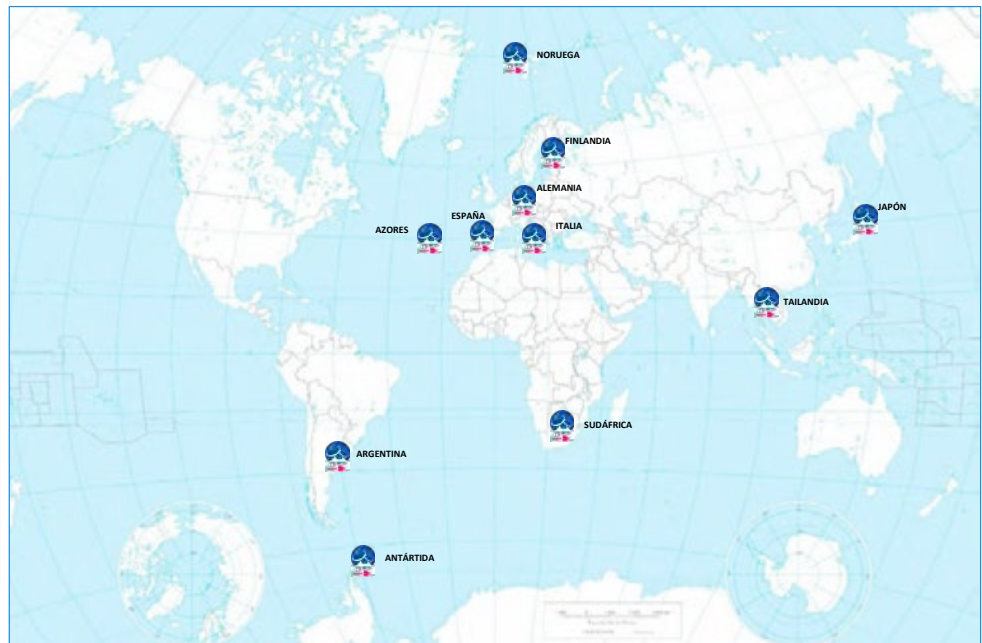 NORUEGA
FINLANDIA
ALEMANIA
ESPAÑA
AZORES
ITALIA
JAPÓN
TAILANDIA
SUDÁFRICA
ARGENTINA
ANTÁRTIDA